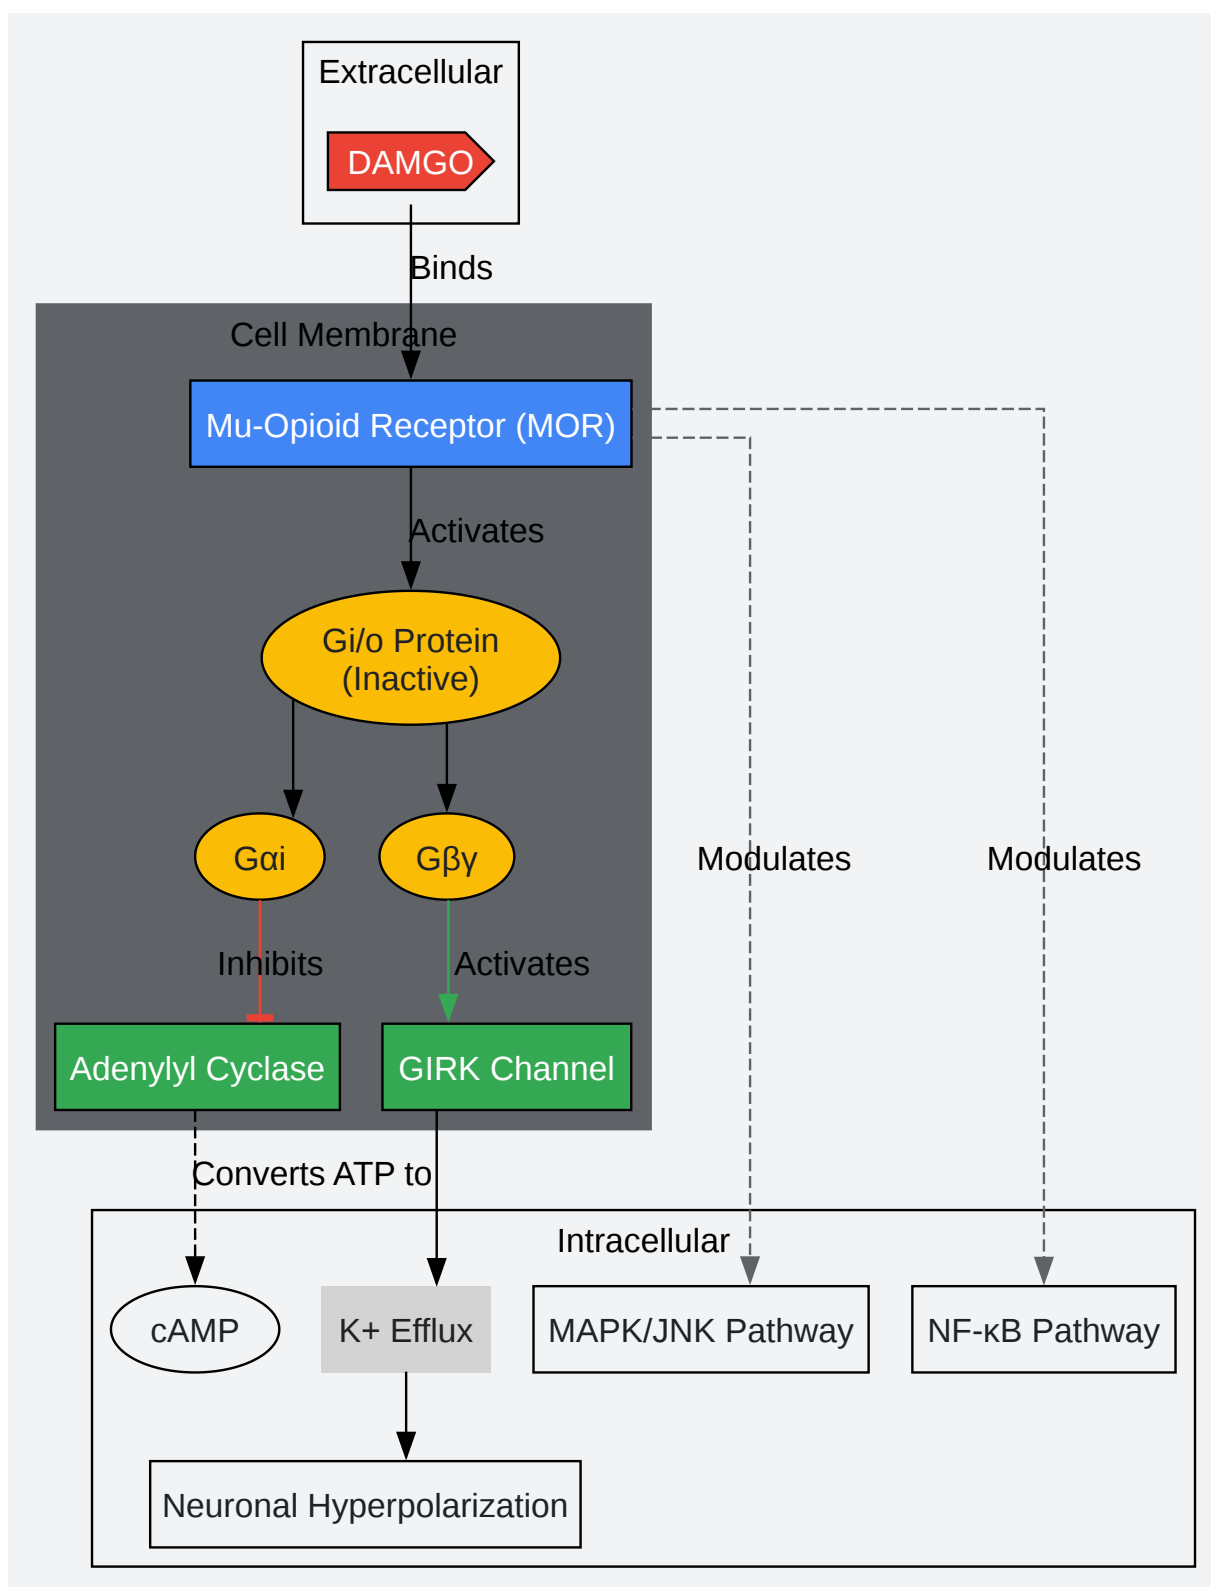 Extracellular
DAMGO
Binds
Cell Membrane
Mu-Opioid Receptor (MOR)
Activates
Gi/o Protein
(Inactive)
Gαi
Gβγ
Modulates
Modulates
Inhibits
Activates
Adenylyl Cyclase
GIRK Channel
Converts ATP to
Intracellular
cAMP
K+ Efflux
MAPK/JNK Pathway
NF-κB Pathway
Neuronal Hyperpolarization